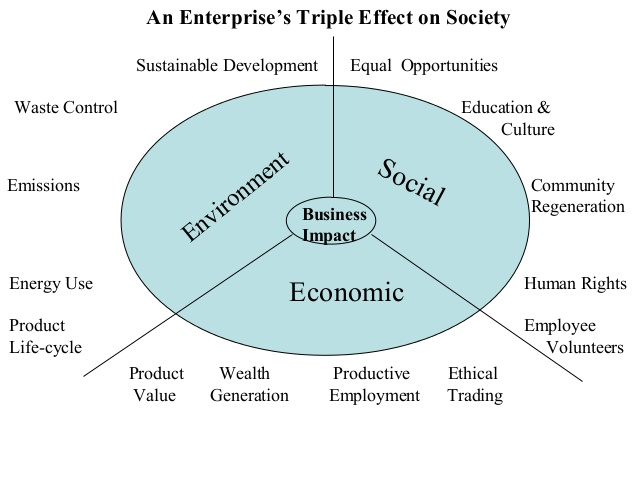 An Enterprise's Triple Effect on Society
Sustainable Development
Equal Opportunities
Waste Control
Education &
Culture
Emissions
Environment
Social
Community
Regeneration
Business
Impact
Energy Use
Economic
Human Rights
Product
Life-cycle
Employee
Volunteers
Product
Value
Wealth
Generation
Productive
Employment
Ethical
Trading